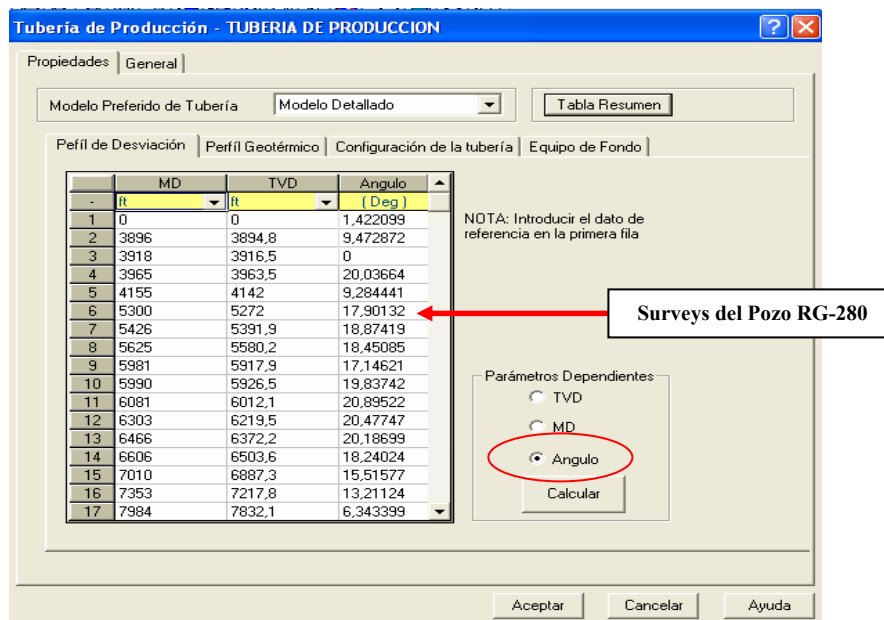 Tubería de Producción - TUBERIA DE PRODUCCION
Propiedades General
Modelo Preferido de Tubería Modelo Detallado Tabla Resumen
Pefíl de Desviación Perfíl Geotérmico Configuración de la tubería Equipo de Fondo
MD TVD Angulo
- ft ft (Deg)
1 0 0 1,422099
2 3896 3894,8 9,472872
3 3918 3916,5 0
4 3965 3963,5 20,03664
5 4155 4142 9,284441
6 5300 5272 17,90132
7 5426 5391,9 18,87419
8 5625 5580,2 18,45085
9 5981 5917,9 17,14621
10 5990 5926,5 19,83742
11 6081 6012,1 20,89522
12 6303 6219,5 20,47747
13 6466 6372,2 20,18699
14 6606 6503,6 18,24024
15 7010 6887,3 15,51577
16 7353 7217,8 13,21124
17 7984 7832,1 6,343399
NOTA: Introducir el dato de
referencia en la primera fila
Surveys del Pozo RG-280
Parámetros Dependientes
TVD
MD
Angulo
Calcular
Aceptar Cancelar Ayuda